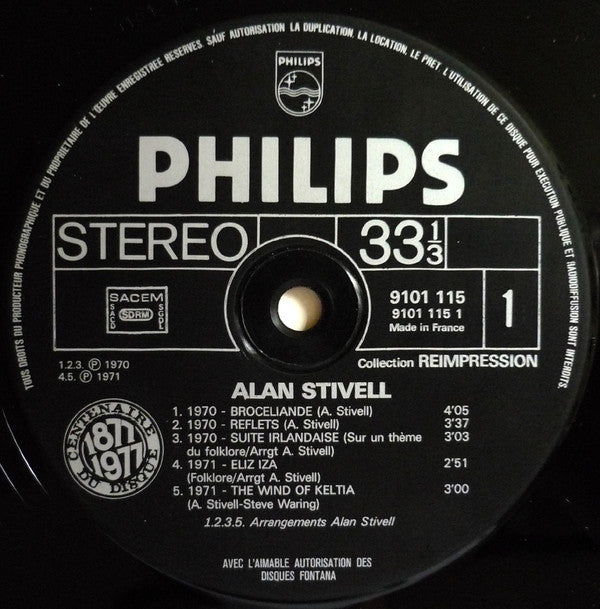 TOUS DROITS DU PRODUCTEUR PHONOGRAPHIQUE ET DU PROPRIETAIRE DE L'ŒUVRE ENREGISTREE RESERVES. SAUF AUTORISATION LA DUPLICATION, LA LOCATION, LE PRET, L'UTILISATION DE CE DISQUE POUR EXECUTION PUBLIQUE ET RADIODIFFUSION SONT INTERDITS.
PHILIPS
PHILIPS
STEREO 33 1/3
SACEM
SACD SDRM SGDL
9101 115
9101 115 1
Made in France
1
1.2.3. Ⓟ 1970
4.5. Ⓟ 1971
Collection REIMPRESSION
ALAN STIVELL
CENTENAIRE
1877
1977
DU DISQUE
1. 1970 - BROCELIANDE (A. Stivell) 4'05
2. 1970 - REFLETS (A. Stivell) 3'37
3. 1970 - SUITE IRLANDAISE (Sur un thème 3'03
du folklore/Arrgt A. Stivell)
4. 1971 - ELIZ IZA 2'51
(Folklore/Arrgt A. Stivell)
5. 1971 - THE WIND OF KELTIA 3'00
(A. Stivell-Steve Waring)
1.2.3.5. Arrangements Alan Stivell
AVEC L'AIMABLE AUTORISATION DES
DISQUES FONTANA